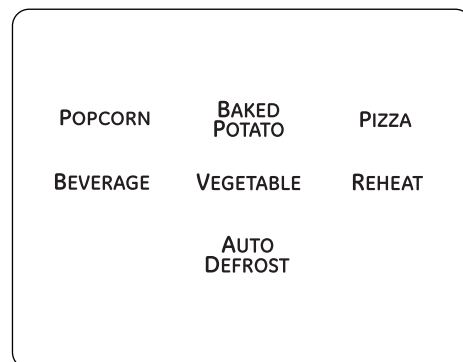 POPCORN BAKED POTATO PIZZA
BEVERAGE VEGETABLE REHEAT
AUTO
DEFROST